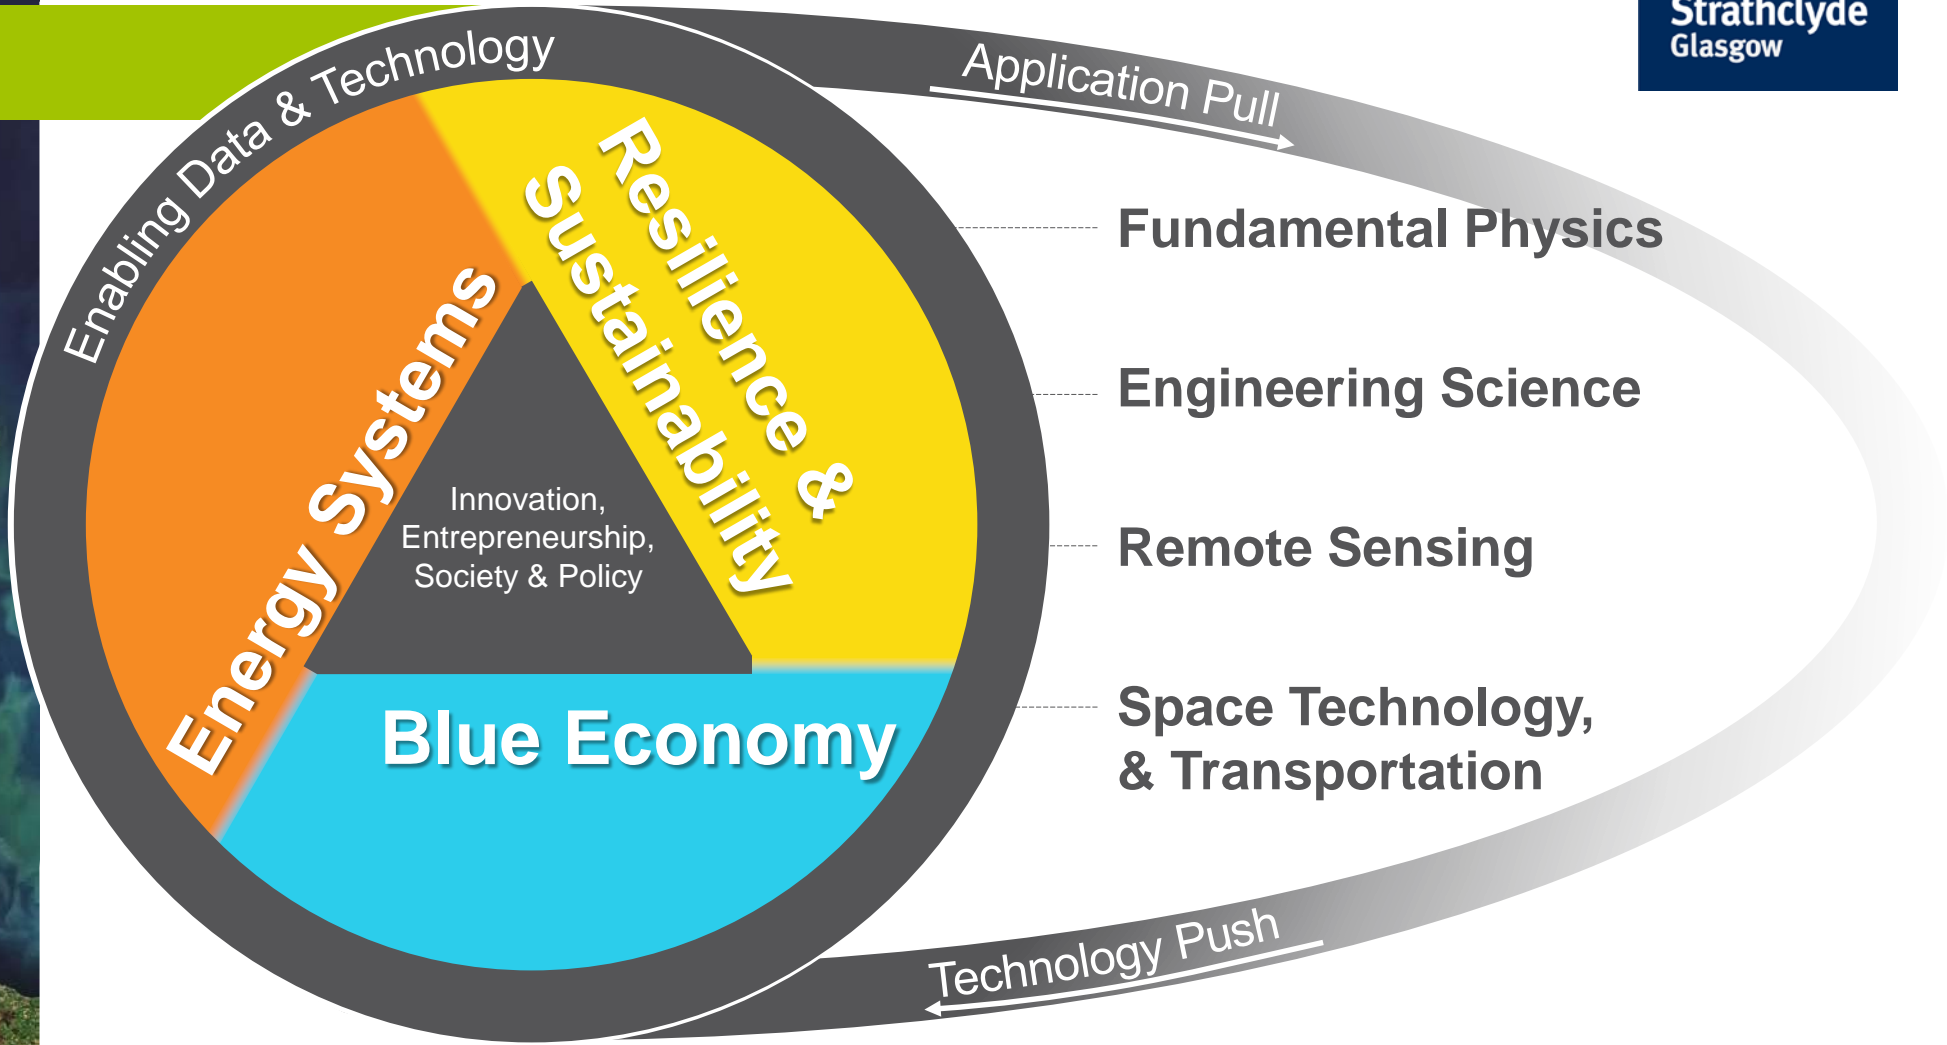 Strathclyde
Glasgow
Enabling Data & Technology
Application Pull
Resilience &
Sustainability
Energy Systems
Innovation,
Entrepreneurship,
Society & Policy
Blue Economy
Fundamental Physics
Engineering Science
Remote Sensing
Space Technology,
& Transportation
Technology Push